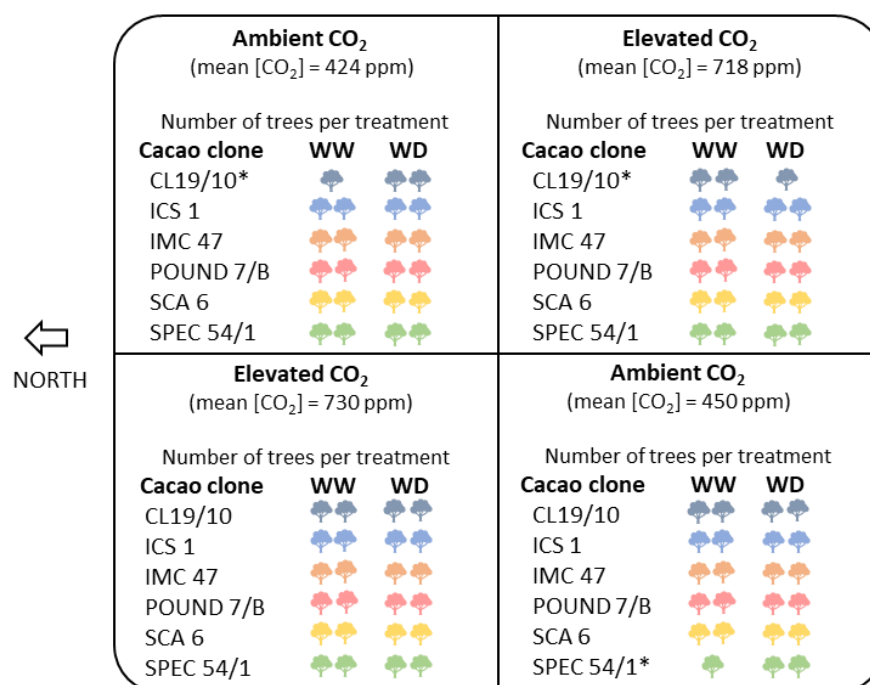 Ambient CO₂
(mean [CO₂] = 424 ppm)
Number of trees per treatment
Cacao clone WW WD
CL19/10*
ICS 1
IMC 47
POUND 7/B
SCA 6
SPEC 54/1
Elevated CO₂
(mean [CO₂] = 718 ppm)
Number of trees per treatment
Cacao clone WW WD
CL19/10*
ICS 1
IMC 47
POUND 7/B
SCA 6
SPEC 54/1
NORTH
Elevated CO₂
(mean [CO₂] = 730 ppm)
Number of trees per treatment
Cacao clone WW WD
CL19/10
ICS 1
IMC 47
POUND 7/B
SCA 6
SPEC 54/1
Ambient CO₂
(mean [CO₂] = 450 ppm)
Number of trees per treatment
Cacao clone WW WD
CL19/10
ICS 1
IMC 47
POUND 7/B
SCA 6
SPEC 54/1*